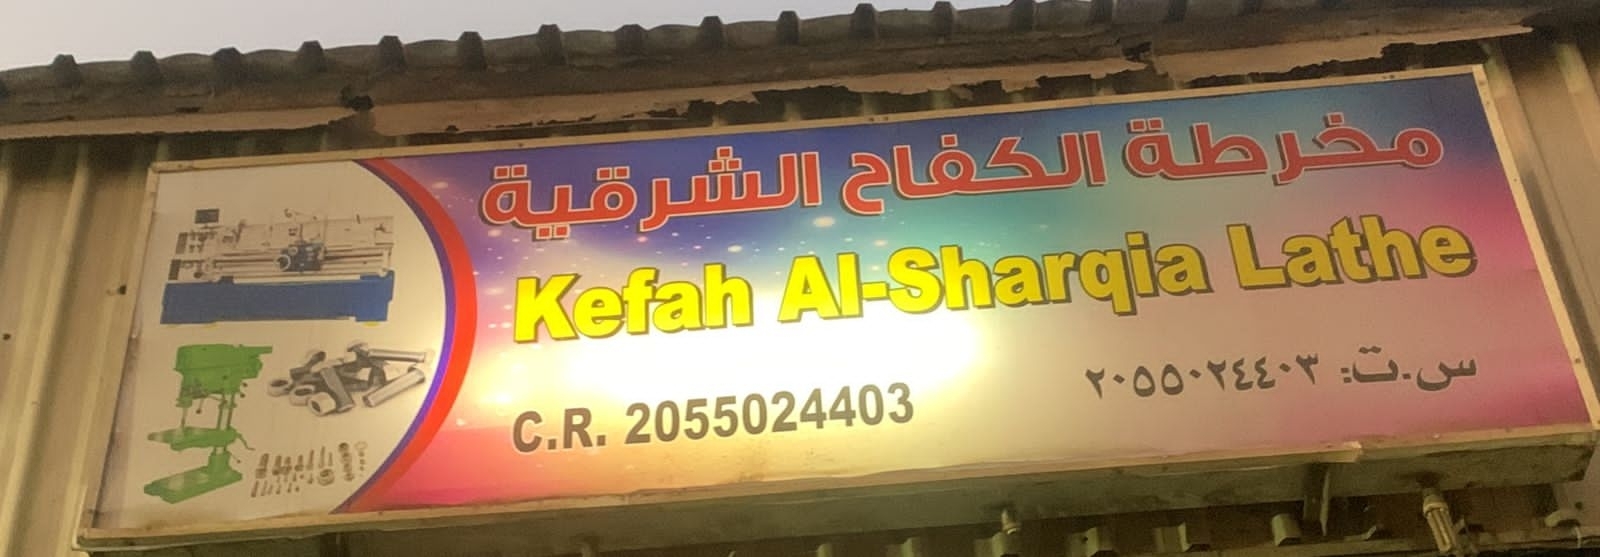 مخرطة الكفاح الشرقية
Kefah Al-Sharqia Lathe
C.R. 2055024403
س.ت: ٢٠٥٥٠٢٤٤٠٣